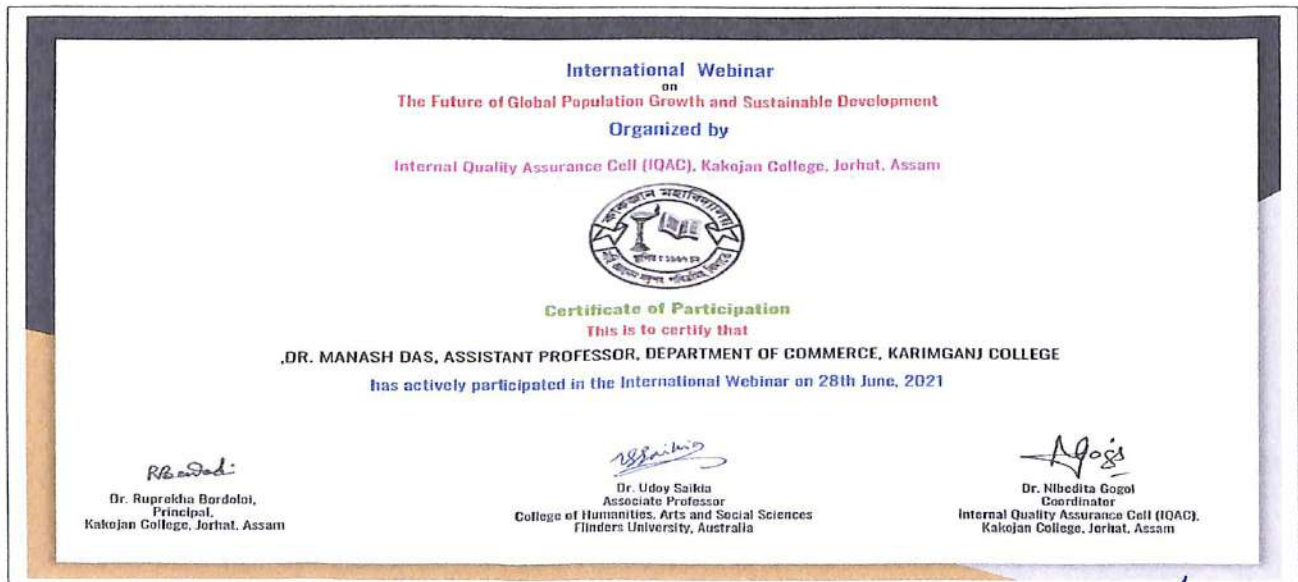 International Webinar
on
The Future of Global Population Growth and Sustainable Development
Organized by
Internal Quality Assurance Cell (IQAC), Kakojan College, Jorhat, Assam
কাকজান মহাবিদ্যালয়
Certificate of Participation
This is to certify that
,DR. MANASH DAS, ASSISTANT PROFESSOR, DEPARTMENT OF COMMERCE, KARIMGANJ COLLEGE
has actively participated in the International Webinar on 28th June, 2021
Dr. Ruprekha Bordoloi,
Principal,
Kakojan College, Jorhat, Assam
Dr. Udoy Saikia
Associate Professor
College of Humanities, Arts and Social Sciences
Flinders University, Australia
Dr. Nibedita Gogoi
Coordinator
Internal Quality Assurance Cell (IQAC),
Kakojan College, Jorhat, Assam